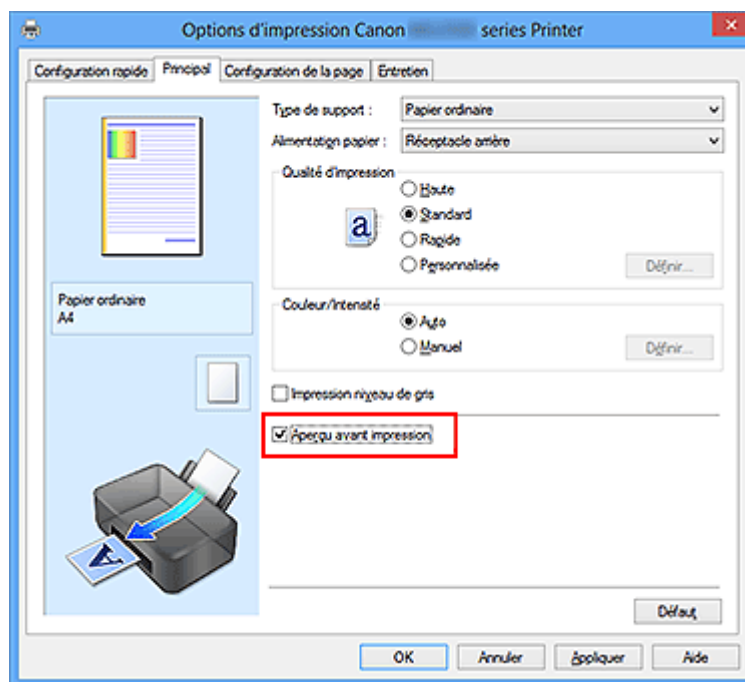 Options d'impression Canon series Printer
Configuration rapide Principal Configuration de la page Entretien
Type de support : Papier ordinaire
Alimentation papier : Réceptacle arrière
Qualité d'impression
Haute
a Standard
Rapide
Personnalisée Définir...
Papier ordinaire
A4
Couleur/Intensité
Auto
Manuel Définir...
Impression niveau de gris
Aperçu avant impression
A
Défaut
OK Annuler Appliquer Aide